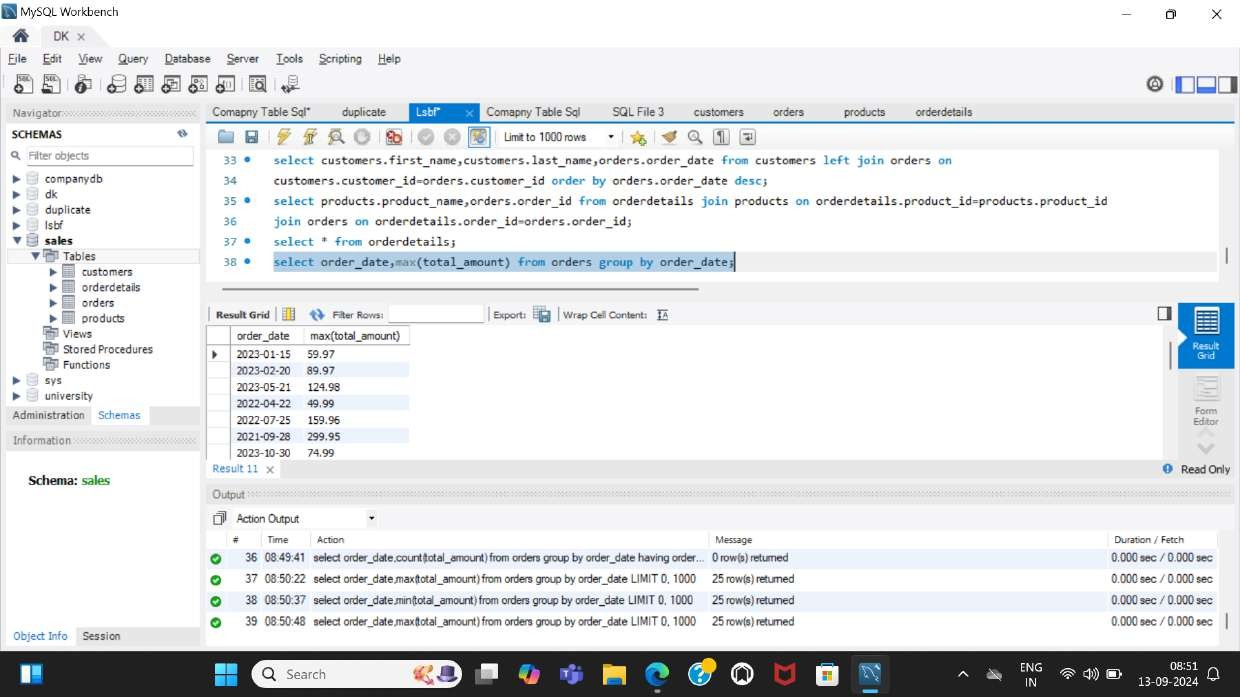 MySQL Workbench
DK
File Edit View Query Database Server Tools Scripting Help
Navigator
SCHEMAS
Filter objects
companydb
dk
duplicate
lsbf
sales
Tables
customers
orderdetails
orders
products
Views
Stored Procedures
Functions
sys
university
Administration Schemas
Information
Schema: sales
Object Info Session
Comapny Table Sql* duplicate Lsbf* Comapny Table Sql SQL File 3 customers orders products orderdetails
Limit to 1000 rows
33 select customers.first_name,customers.last_name,orders.order_date from customers left join orders on
34 customers.customer_id=orders.customer_id order by orders.order_date desc;
35 select products.product_name,orders.order_id from orderdetails join products on orderdetails.product_id=products.product_id
36 join orders on orderdetails.order_id=orders.order_id;
37 select * from orderdetails;
38 select order_date,max(total_amount) from orders group by order_date;
Result Grid Filter Rows: Export: Wrap Cell Content:
order_date max(total_amount)
2023-01-15 59.97
2023-02-20 89.97
2023-05-21 124.98
2022-04-22 49.99
2022-07-25 159.96
2021-09-28 299.95
2023-10-30 74.99
Result Grid
Form Editor
Result 11
Read Only
Output
Action Output
# Time Action Message Duration / Fetch
36 08:49:41 select order_date,count(total_amount) from orders group by order_date having order... 0 row(s) returned 0.000 sec / 0.000 sec
37 08:50:22 select order_date,max(total_amount) from orders group by order_date LIMIT 0, 1000 25 row(s) returned 0.000 sec / 0.000 sec
38 08:50:37 select order_date,min(total_amount) from orders group by order_date LIMIT 0, 1000 25 row(s) returned 0.000 sec / 0.000 sec
39 08:50:48 select order_date,max(total_amount) from orders group by order_date LIMIT 0, 1000 25 row(s) returned 0.000 sec / 0.000 sec
Search
ENG
IN
08:51
13-09-2024